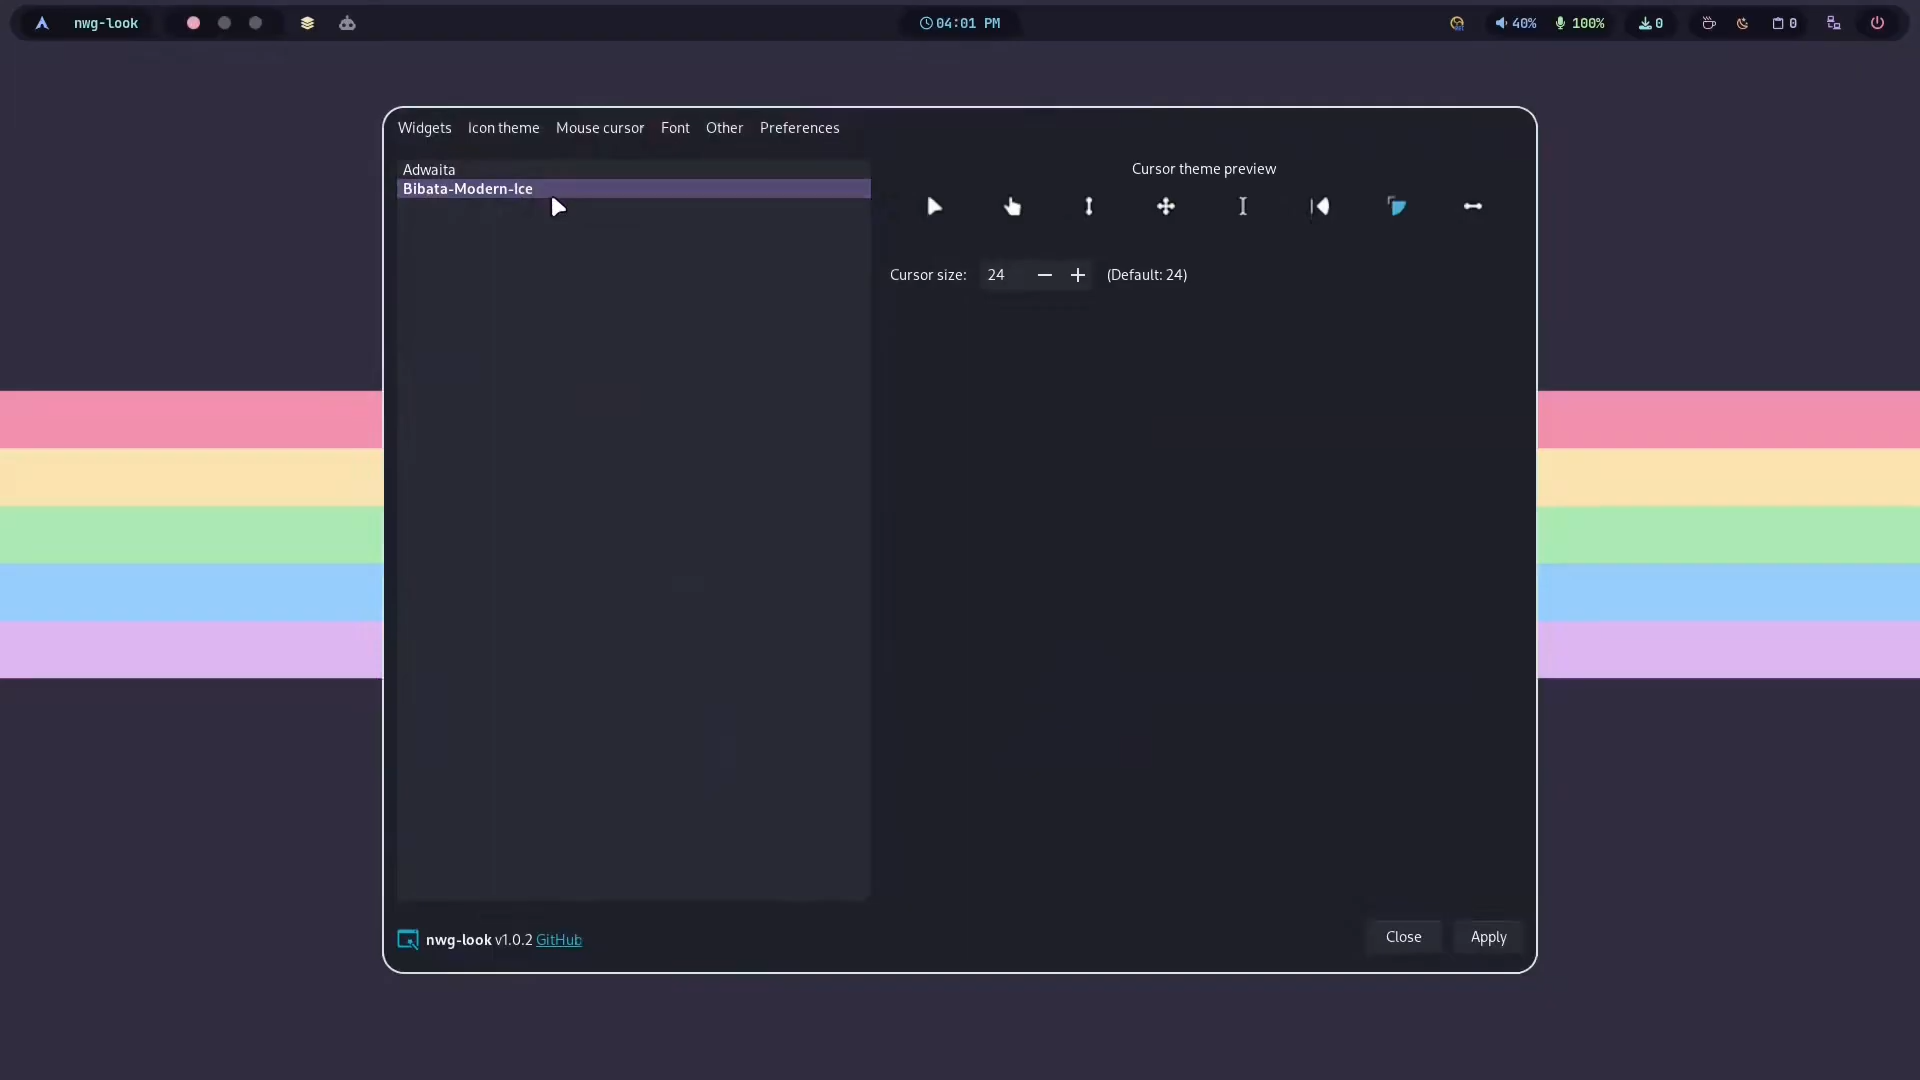 nwg-look
04:01 PM
40% 100% 0 0
Widgets Icon theme Mouse cursor Font Other Preferences
Adwaita
Bibata-Modern-Ice
Cursor theme preview
Cursor size: 24 (Default: 24)
nwg-look v1.0.2 GitHub
Close Apply